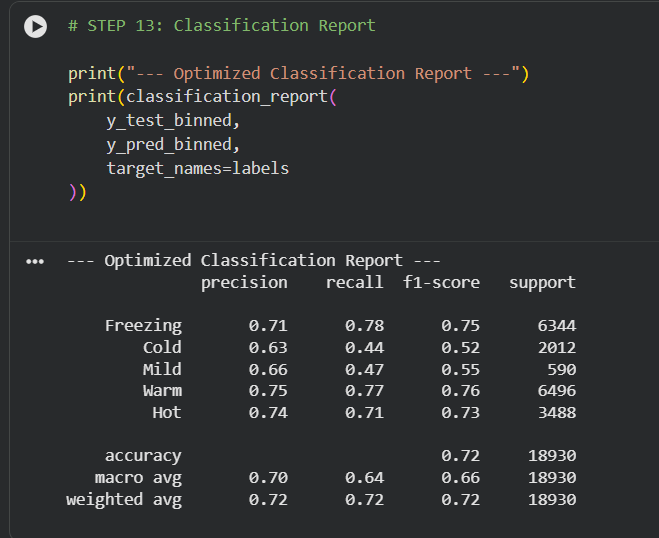 # STEP 13: Classification Report
print("--- Optimized Classification Report ---")
print(classification_report(
    y_test_binned,
    y_pred_binned,
    target_names=labels
))
--- Optimized Classification Report ---
              precision    recall  f1-score   support

    Freezing       0.71      0.78      0.75      6344
        Cold       0.63      0.44      0.52      2012
        Mild       0.66      0.47      0.55       590
        Warm       0.75      0.77      0.76      6496
         Hot       0.74      0.71      0.73      3488

    accuracy                           0.72     18930
   macro avg       0.70      0.64      0.66     18930
weighted avg       0.72      0.72      0.72     18930